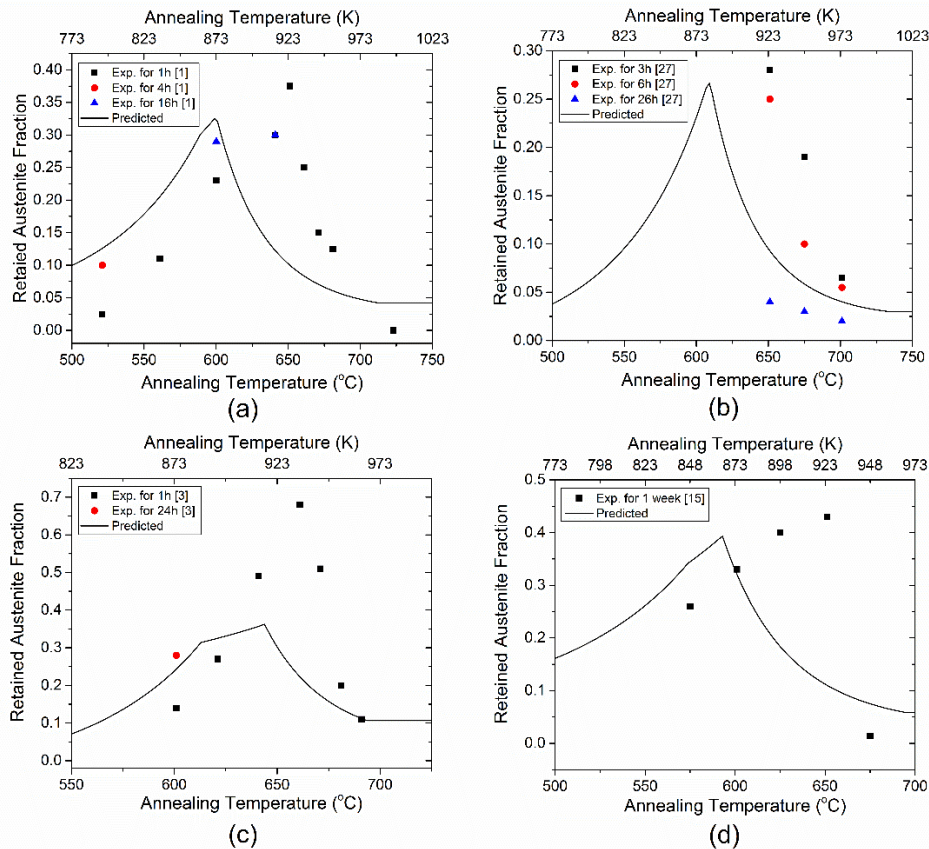 Annealing Temperature (K)
773 823 873 923 973 1023
0.40
0.35
0.30
0.25
0.20
0.15
0.10
0.05
0.00
Retaied Austenite Fraction
Exp. for 1h [1]
Exp. for 4h [1]
Exp. for 16h [1]
Predicted
500 550 600 650 700 750
Annealing Temperature (°C)
(a)
Annealing Temperature (K)
773 823 873 923 973 1023
0.30
0.25
0.20
0.15
0.10
0.05
0.00
Retained Austenite Fraction
Exp. for 3h [27]
Exp. for 6h [27]
Exp. for 26h [27]
Predicted
500 550 600 650 700 750
Annealing Temperature (°C)
(b)
Annealing Temperature (K)
823 873 923 973
0.7
0.6
0.5
0.4
0.3
0.2
0.1
0.0
Retained Austenite Fraction
Exp. for 1h [3]
Exp. for 24h [3]
Predicted
550 600 650 700
Annealing Temperature (°C)
(c)
Annealing Temperature (K)
773 798 823 848 873 898 923 948 973
0.5
0.4
0.3
0.2
0.1
0.0
Retained Austenite Fraction
Exp. for 1 week [15]
Predicted
500 550 600 650 700
Annealing Temperature (°C)
(d)